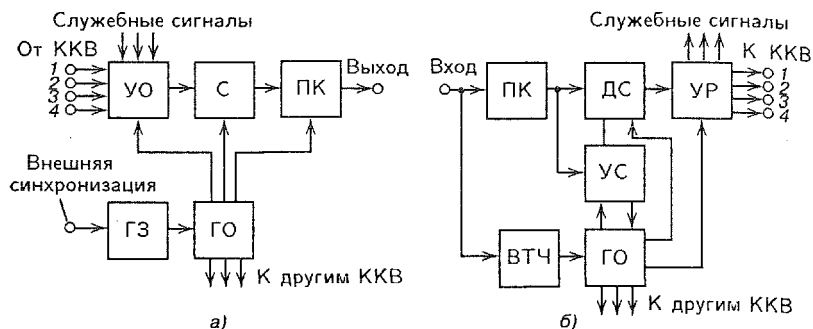 Служебные сигналы
От ККВ
1
2
3
4
УО
С
ПК
Выход
Внешняя
синхронизация
ГЗ
ГО
К другим ККВ
а)
Служебные сигналы
К ККВ
Вход
ПК
ДС
УР
1
2
3
4
УС
ВТЧ
ГО
К другим ККВ
б)